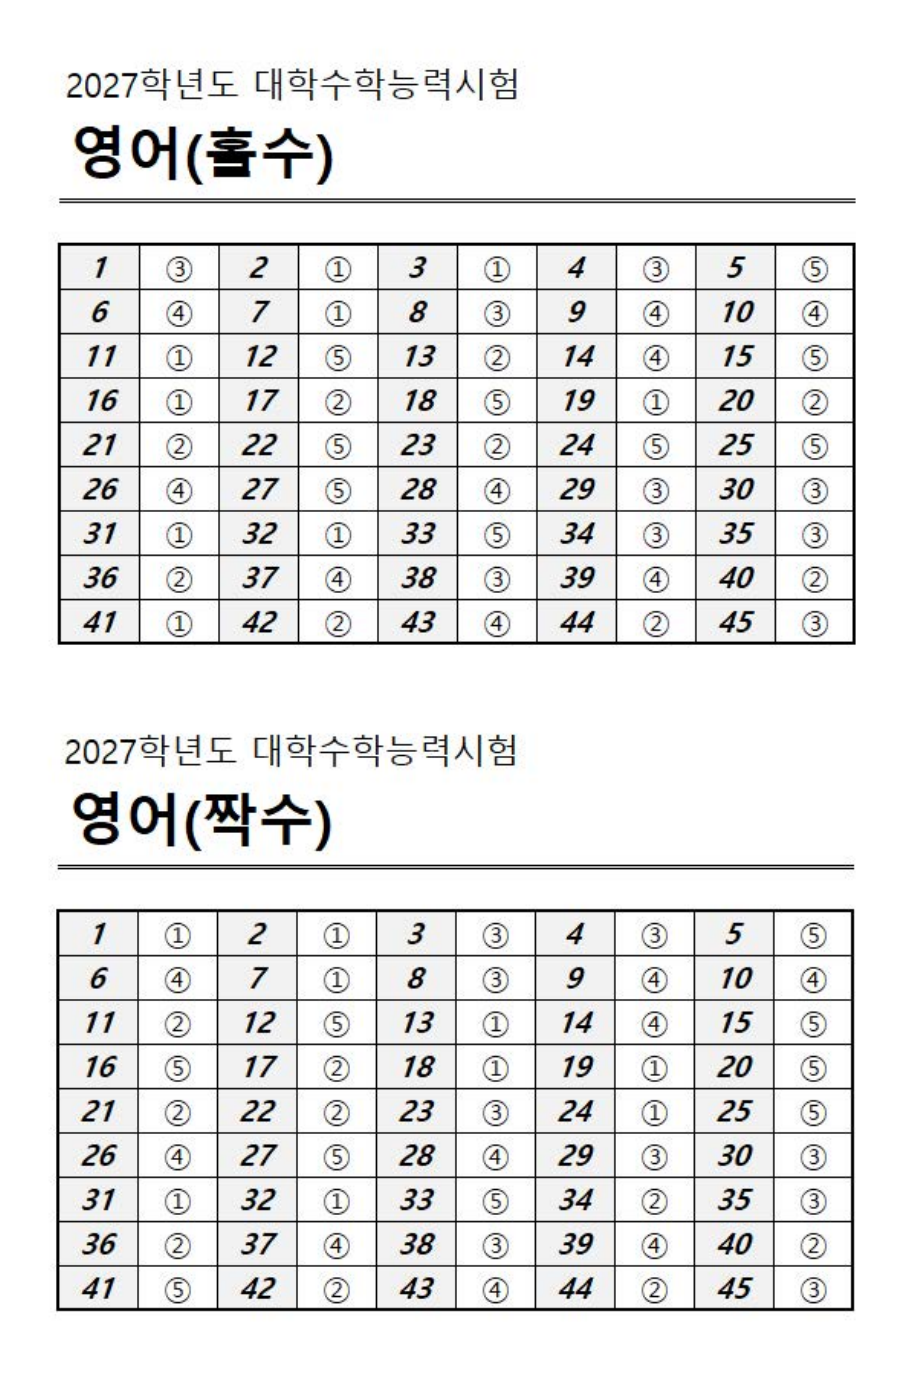 2027학년도 대학수학능력시험
영어(홀수)
1 ③ 2 ① 3 ① 4 ③ 5 ⑤
6 ④ 7 ① 8 ③ 9 ④ 10 ④
11 ① 12 ⑤ 13 ② 14 ④ 15 ⑤
16 ① 17 ② 18 ⑤ 19 ① 20 ②
21 ② 22 ⑤ 23 ② 24 ⑤ 25 ⑤
26 ④ 27 ⑤ 28 ④ 29 ③ 30 ③
31 ① 32 ① 33 ⑤ 34 ③ 35 ③
36 ② 37 ④ 38 ③ 39 ④ 40 ②
41 ① 42 ② 43 ④ 44 ② 45 ③
2027학년도 대학수학능력시험
영어(짝수)
1 ① 2 ① 3 ③ 4 ③ 5 ⑤
6 ④ 7 ① 8 ③ 9 ④ 10 ④
11 ② 12 ⑤ 13 ① 14 ④ 15 ⑤
16 ⑤ 17 ② 18 ① 19 ① 20 ⑤
21 ② 22 ② 23 ③ 24 ① 25 ⑤
26 ④ 27 ⑤ 28 ④ 29 ③ 30 ③
31 ① 32 ① 33 ⑤ 34 ② 35 ③
36 ② 37 ④ 38 ③ 39 ④ 40 ②
41 ⑤ 42 ② 43 ④ 44 ② 45 ③